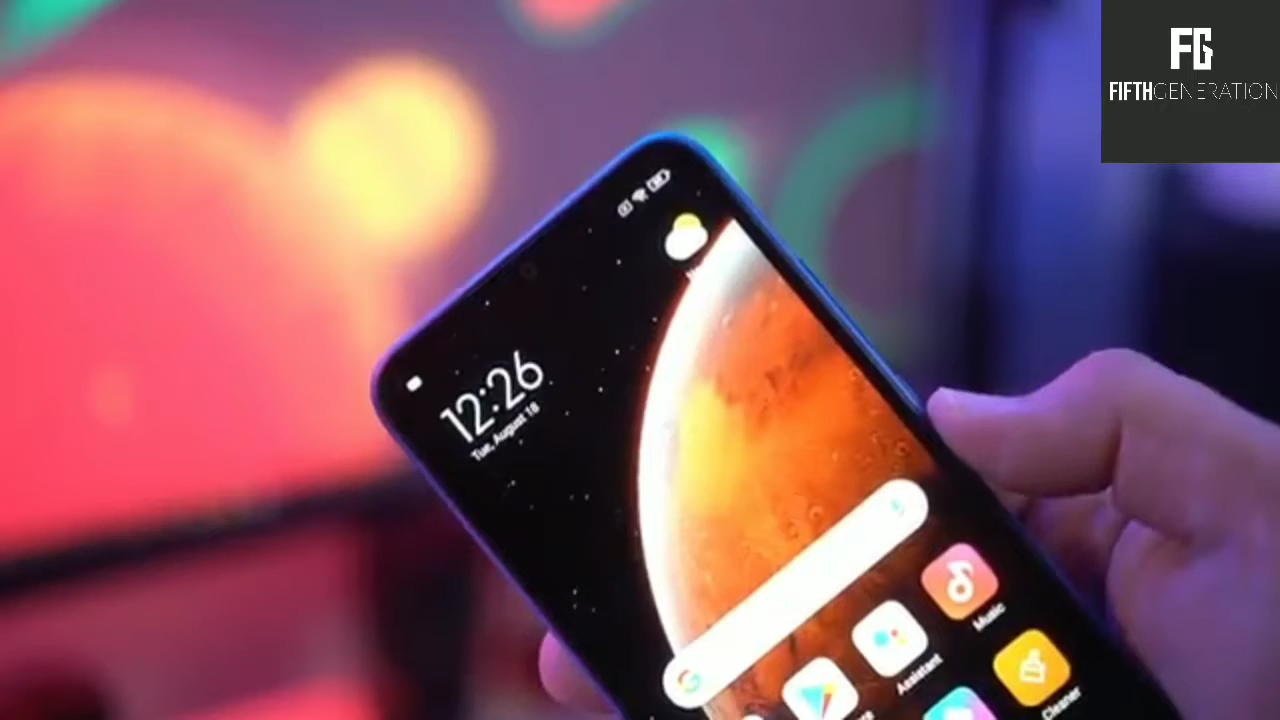 FG
FIFTHGENERATION
12:26
Tue, August 18
Music
Assistant
Cleaner